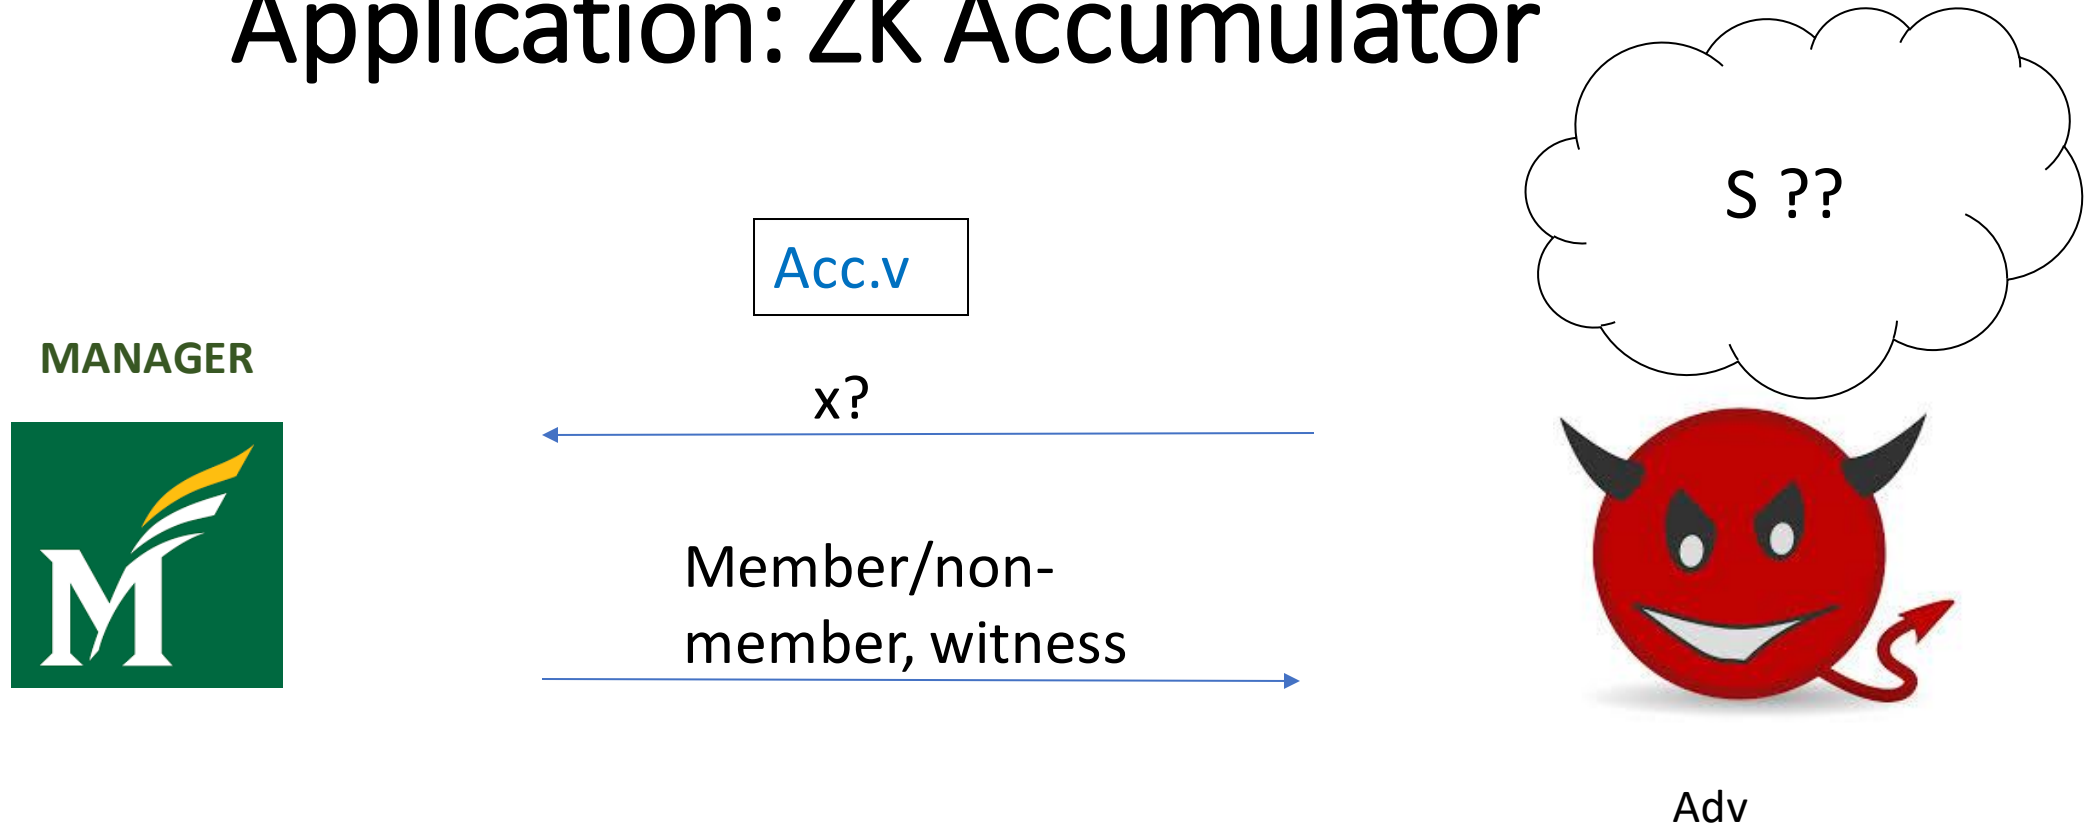 Application: ZK Accumulator
S ??
Acc.v
MANAGER
x?
M
Member/non-
member, witness
Adv